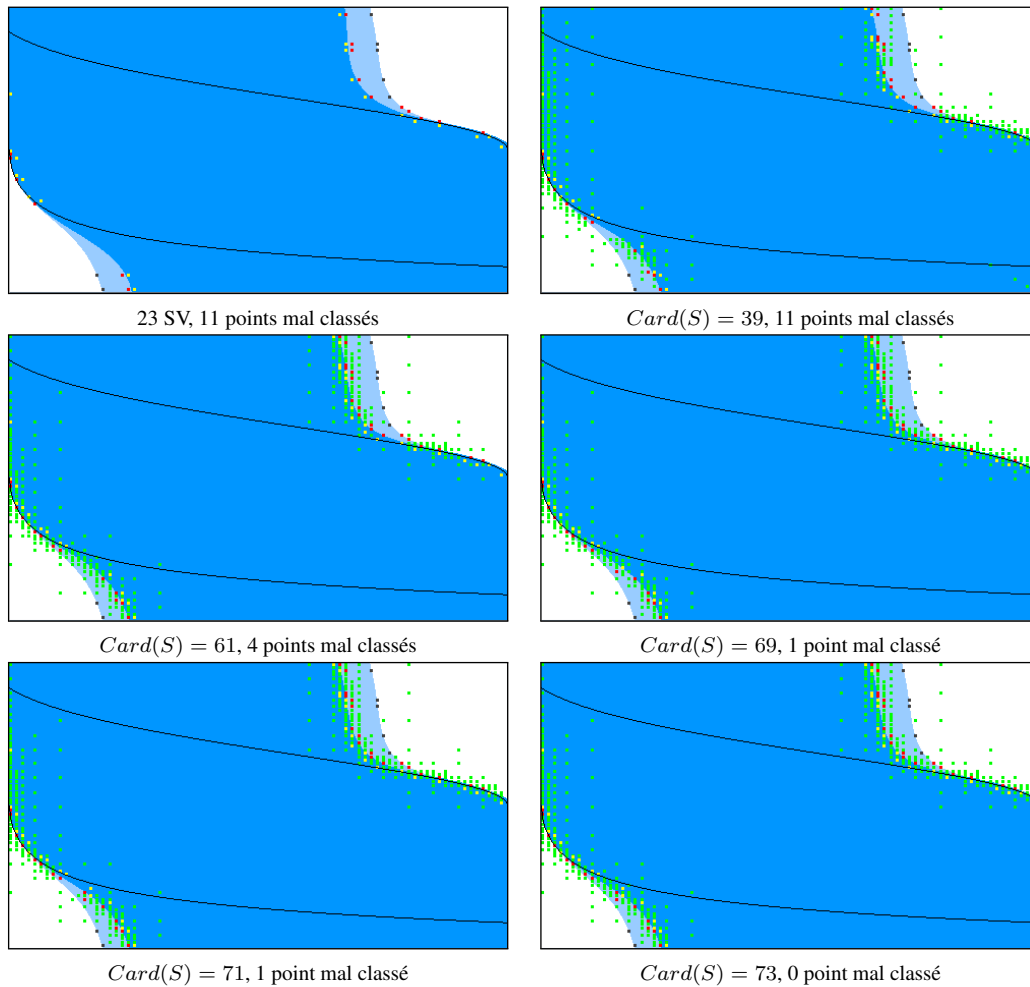 23 SV, 11 points mal classés
Card(S) = 39, 11 points mal classés
Card(S) = 61, 4 points mal classés
Card(S) = 69, 1 point mal classé
Card(S) = 71, 1 point mal classé
Card(S) = 73, 0 point mal classé